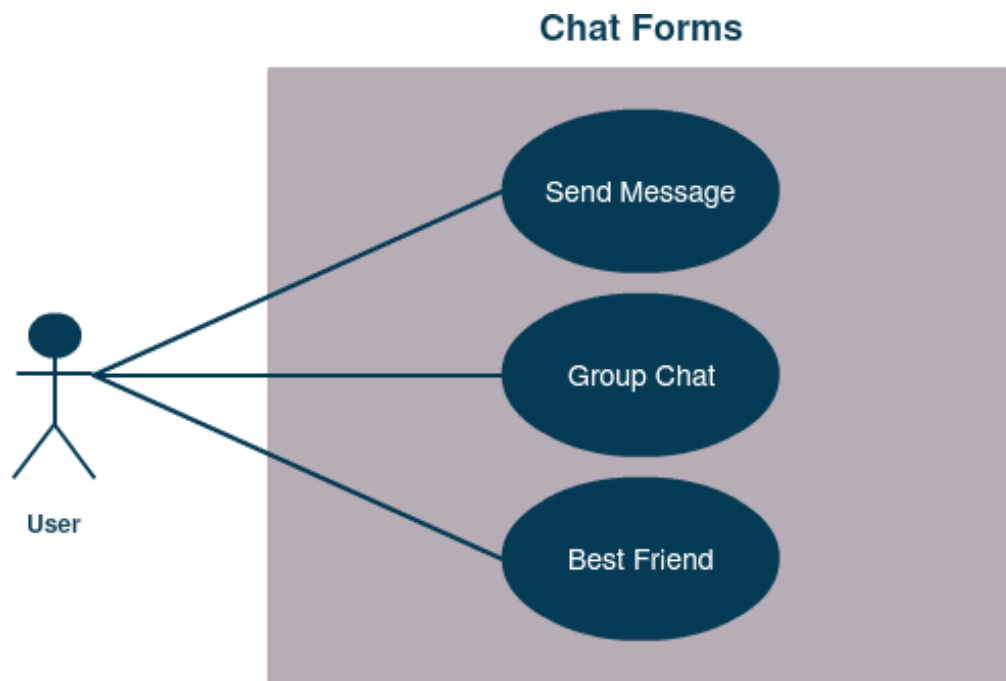 Chat Forms
Send Message
Group Chat
User
Best Friend